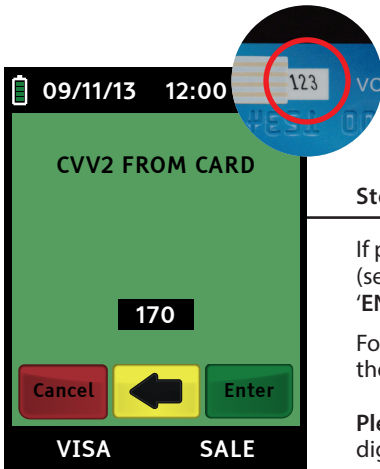 09/11/13 12:00
123
VO
CVV2 FROM CARD
170
Cancel Enter
VISA SALE
If p
(se
'EN
Fo
the
Ple
dig